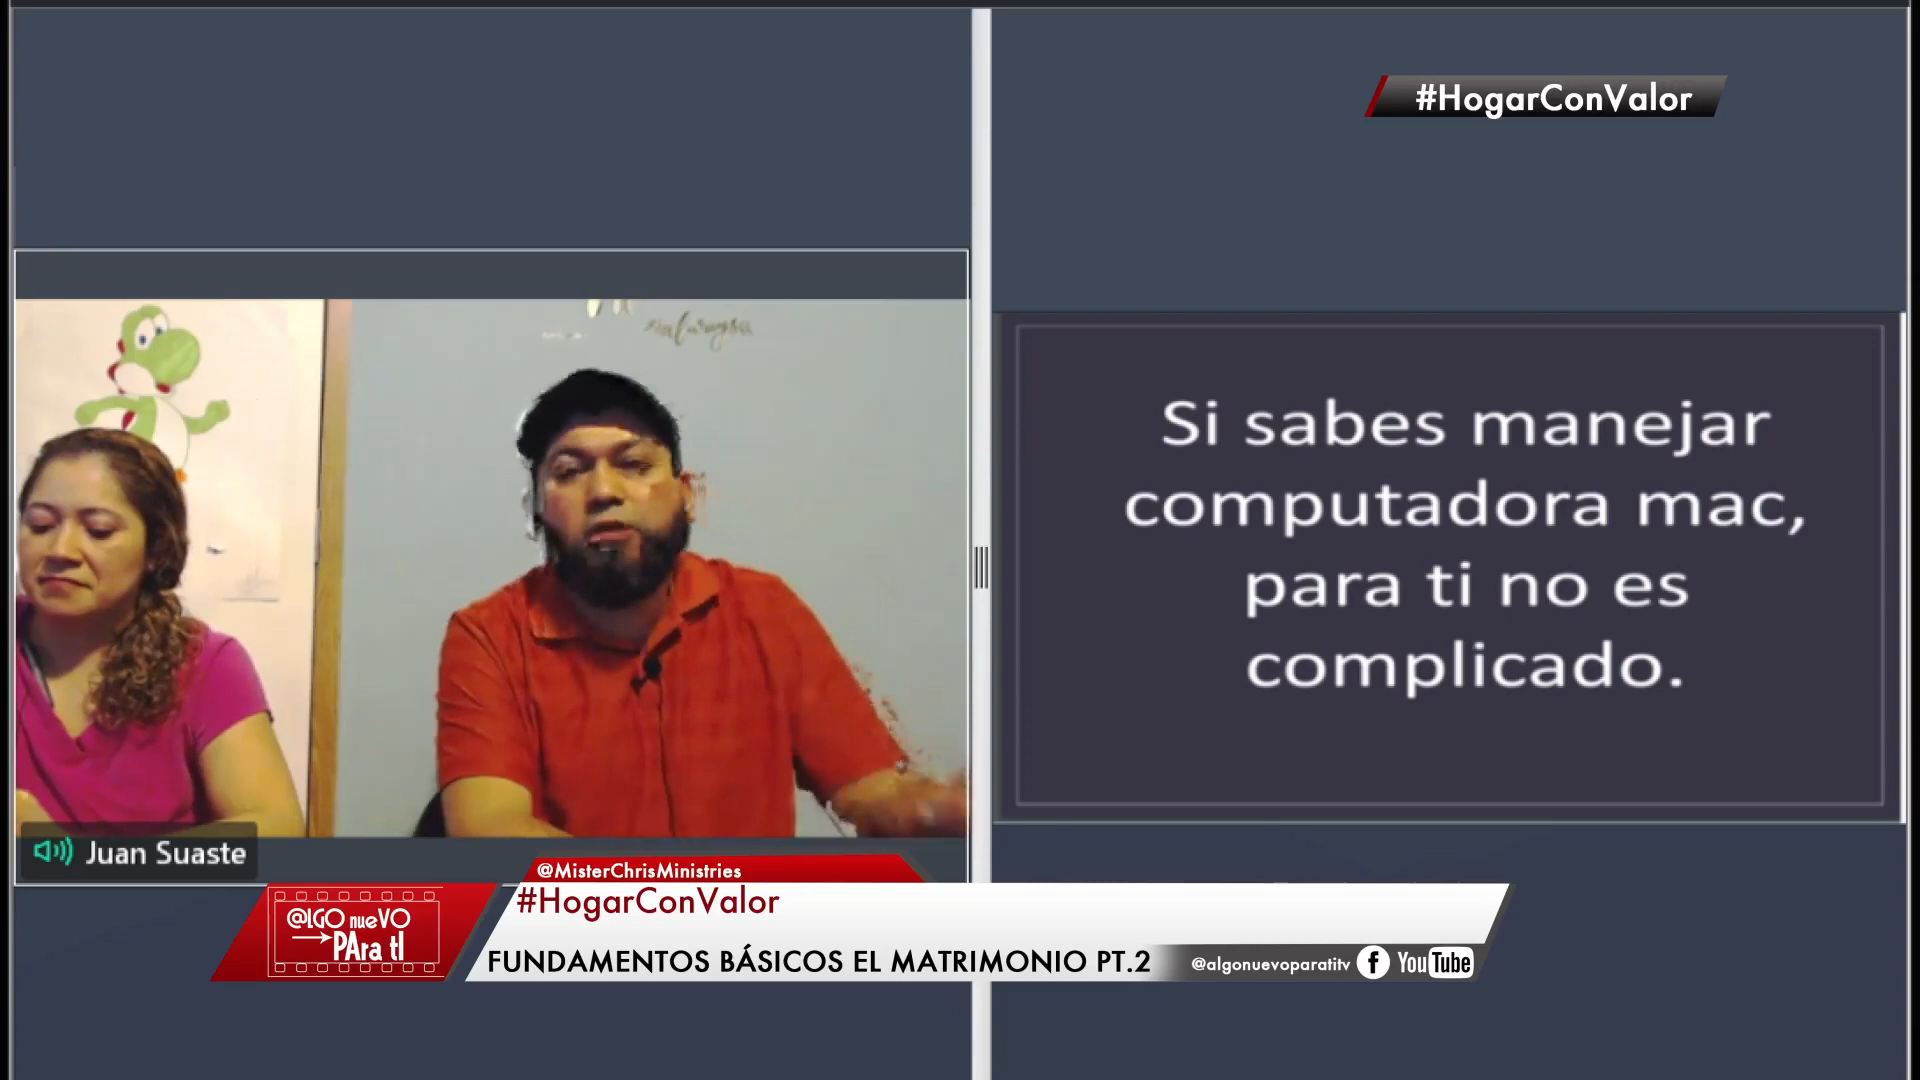 #HogarConValor
Si sabes manejar
computadora mac,
para ti no es
complicado.
Juan Suaste
@MisterChrisMinistries
#HogarConValor
@LGO nueVO
PAra tI
FUNDAMENTOS BÁSICOS EL MATRIMONIO PT.2
@algonuevoparatitv f YouTube